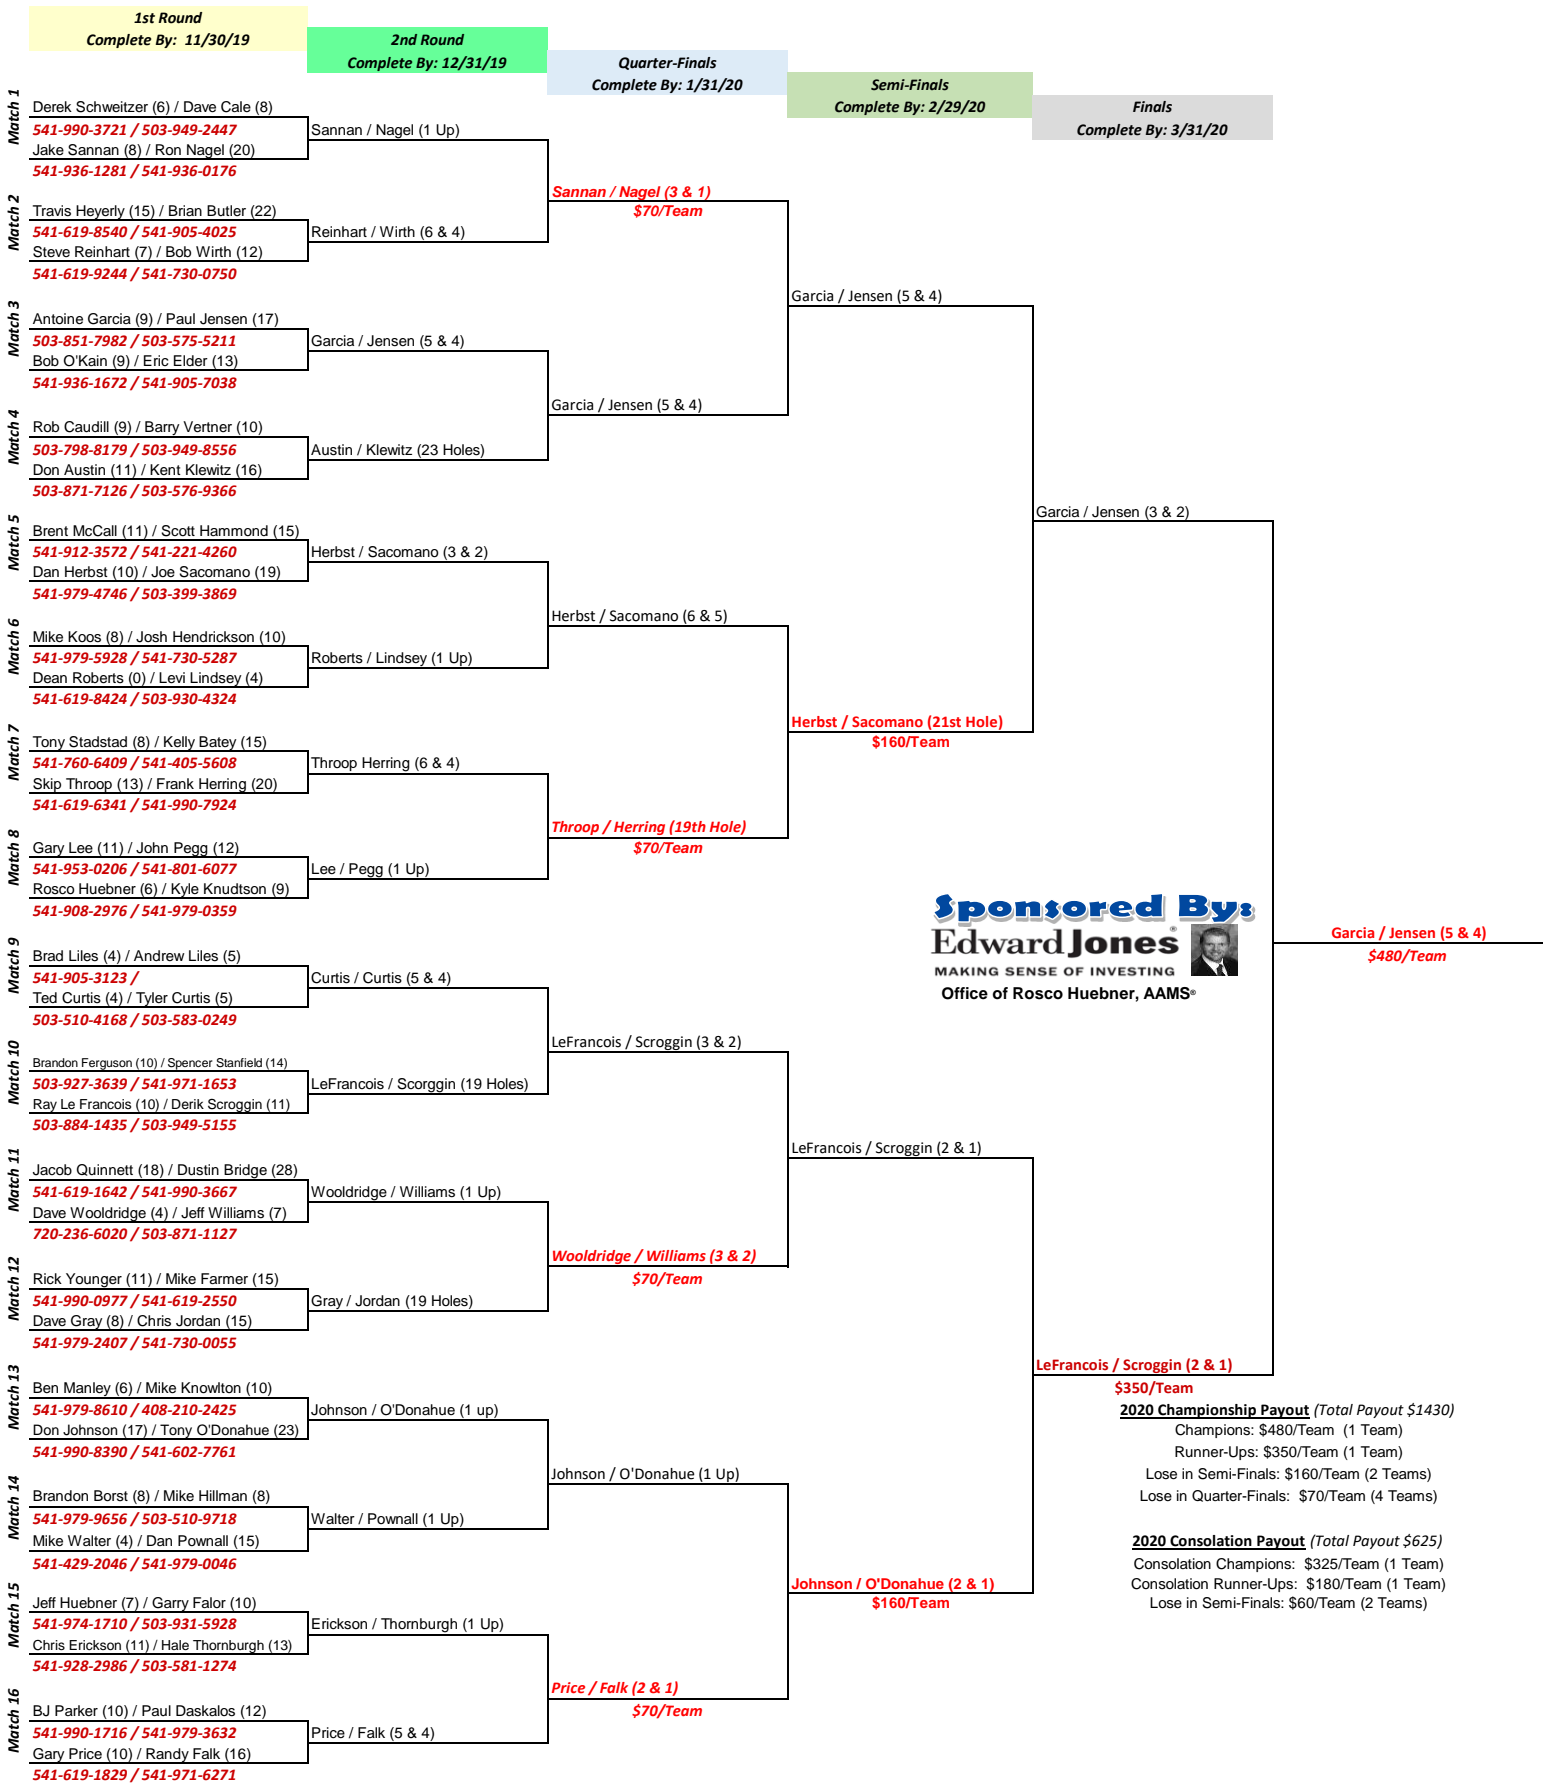 1st Round
Complete By:  11/30/19
2nd Round
Complete By: 12/31/19
Quarter-Finals
Complete By: 1/31/20
Semi-Finals
Complete By: 2/29/20
Finals
Complete By: 3/31/20
Match 1
Derek Schweitzer (6) / Dave Cale (8)
541-990-3721 / 503-949-2447
Jake Sannan (8) / Ron Nagel (20)
541-936-1281 / 541-936-0176
Match 2
Travis Heyerly (15) / Brian Butler (22)
541-619-8540 / 541-905-4025
Steve Reinhart (7) / Bob Wirth (12)
541-619-9244 / 541-730-0750
Match 3
Antoine Garcia (9) / Paul Jensen (17)
503-851-7982 / 503-575-5211
Bob O'Kain (9) / Eric Elder (13)
541-936-1672 / 541-905-7038
Match 4
Rob Caudill (9) / Barry Vertner (10)
503-798-8179 / 503-949-8556
Don Austin (11) / Kent Klewitz (16)
503-871-7126 / 503-576-9366
Match 5
Brent McCall (11) / Scott Hammond (15)
541-912-3572 / 541-221-4260
Dan Herbst (10) / Joe Sacomano (19)
541-979-4746 / 503-399-3869
Match 6
Mike Koos (8) / Josh Hendrickson (10)
541-979-5928 / 541-730-5287
Dean Roberts (0) / Levi Lindsey (4)
541-619-8424 / 503-930-4324
Match 7
Tony Stadstad (8) / Kelly Batey (15)
541-760-6409 / 541-405-5608
Skip Throop (13) / Frank Herring (20)
541-619-6341 / 541-990-7924
Match 8
Gary Lee (11) / John Pegg (12)
541-953-0206 / 541-801-6077
Rosco Huebner (6) / Kyle Knudtson (9)
541-908-2976 / 541-979-0359
Match 9
Brad Liles (4) / Andrew Liles (5)
541-905-3123 /
Ted Curtis (4) / Tyler Curtis (5)
503-510-4168 / 503-583-0249
Match 10
Brandon Ferguson (10) / Spencer Stanfield (14)
503-927-3639 / 541-971-1653
Ray Le Francois (10) / Derik Scroggin (11)
503-884-1435 / 503-949-5155
Match 11
Jacob Quinnett (18) / Dustin Bridge (28)
541-619-1642 / 541-990-3667
Dave Wooldridge (4) / Jeff Williams (7)
720-236-6020 / 503-871-1127
Match 12
Rick Younger (11) / Mike Farmer (15)
541-990-0977 / 541-619-2550
Dave Gray (8) / Chris Jordan (15)
541-979-2407 / 541-730-0055
Match 13
Ben Manley (6) / Mike Knowlton (10)
541-979-8610 / 408-210-2425
Don Johnson (17) / Tony O'Donahue (23)
541-990-8390 / 541-602-7761
Match 14
Brandon Borst (8) / Mike Hillman (8)
541-979-9656 / 503-510-9718
Mike Walter (4) / Dan Pownall (15)
541-429-2046 / 541-979-0046
Match 15
Jeff Huebner (7) / Garry Falor (10)
541-974-1710 / 503-931-5928
Chris Erickson (11) / Hale Thornburgh (13)
541-928-2986 / 503-581-1274
Match 16
BJ Parker (10) / Paul Daskalos (12)
541-990-1716 / 541-979-3632
Gary Price (10) / Randy Falk (16)
541-619-1829 / 541-971-6271
Sannan / Nagel (1 Up)
Reinhart / Wirth (6 & 4)
Garcia / Jensen (5 & 4)
Austin / Klewitz (23 Holes)
Herbst / Sacomano (3 & 2)
Roberts / Lindsey (1 Up)
Throop Herring (6 & 4)
Lee / Pegg (1 Up)
Curtis / Curtis (5 & 4)
LeFrancois / Scorggin (19 Holes)
Wooldridge / Williams (1 Up)
Gray / Jordan (19 Holes)
Johnson / O'Donahue (1 up)
Walter / Pownall (1 Up)
Erickson / Thornburgh (1 Up)
Price / Falk (5 & 4)
Sannan / Nagel (3 & 1)
$70/Team
Garcia / Jensen (5 & 4)
Herbst / Sacomano (6 & 5)
Throop / Herring (19th Hole)
$70/Team
LeFrancois / Scroggin (3 & 2)
Wooldridge / Williams (3 & 2)
$70/Team
Johnson / O'Donahue (1 Up)
Price / Falk (2 & 1)
$70/Team
Garcia / Jensen (5 & 4)
Herbst / Sacomano (21st Hole)
$160/Team
LeFrancois / Scroggin (2 & 1)
Johnson / O'Donahue (2 & 1)
$160/Team
Garcia / Jensen (3 & 2)
LeFrancois / Scroggin (2 & 1)
$350/Team
Garcia / Jensen (5 & 4)
$480/Team
Sponsored By:
Edward Jones®
MAKING SENSE OF INVESTING
Office of Rosco Huebner, AAMS®
2020 Championship Payout (Total Payout $1430)
Champions: $480/Team  (1 Team)
Runner-Ups: $350/Team (1 Team)
Lose in Semi-Finals: $160/Team (2 Teams)
Lose in Quarter-Finals:  $70/Team (4 Teams)
2020 Consolation Payout (Total Payout $625)
Consolation Champions:  $325/Team (1 Team)
Consolation Runner-Ups:  $180/Team (1 Team)
Lose in Semi-Finals: $60/Team (2 Teams)